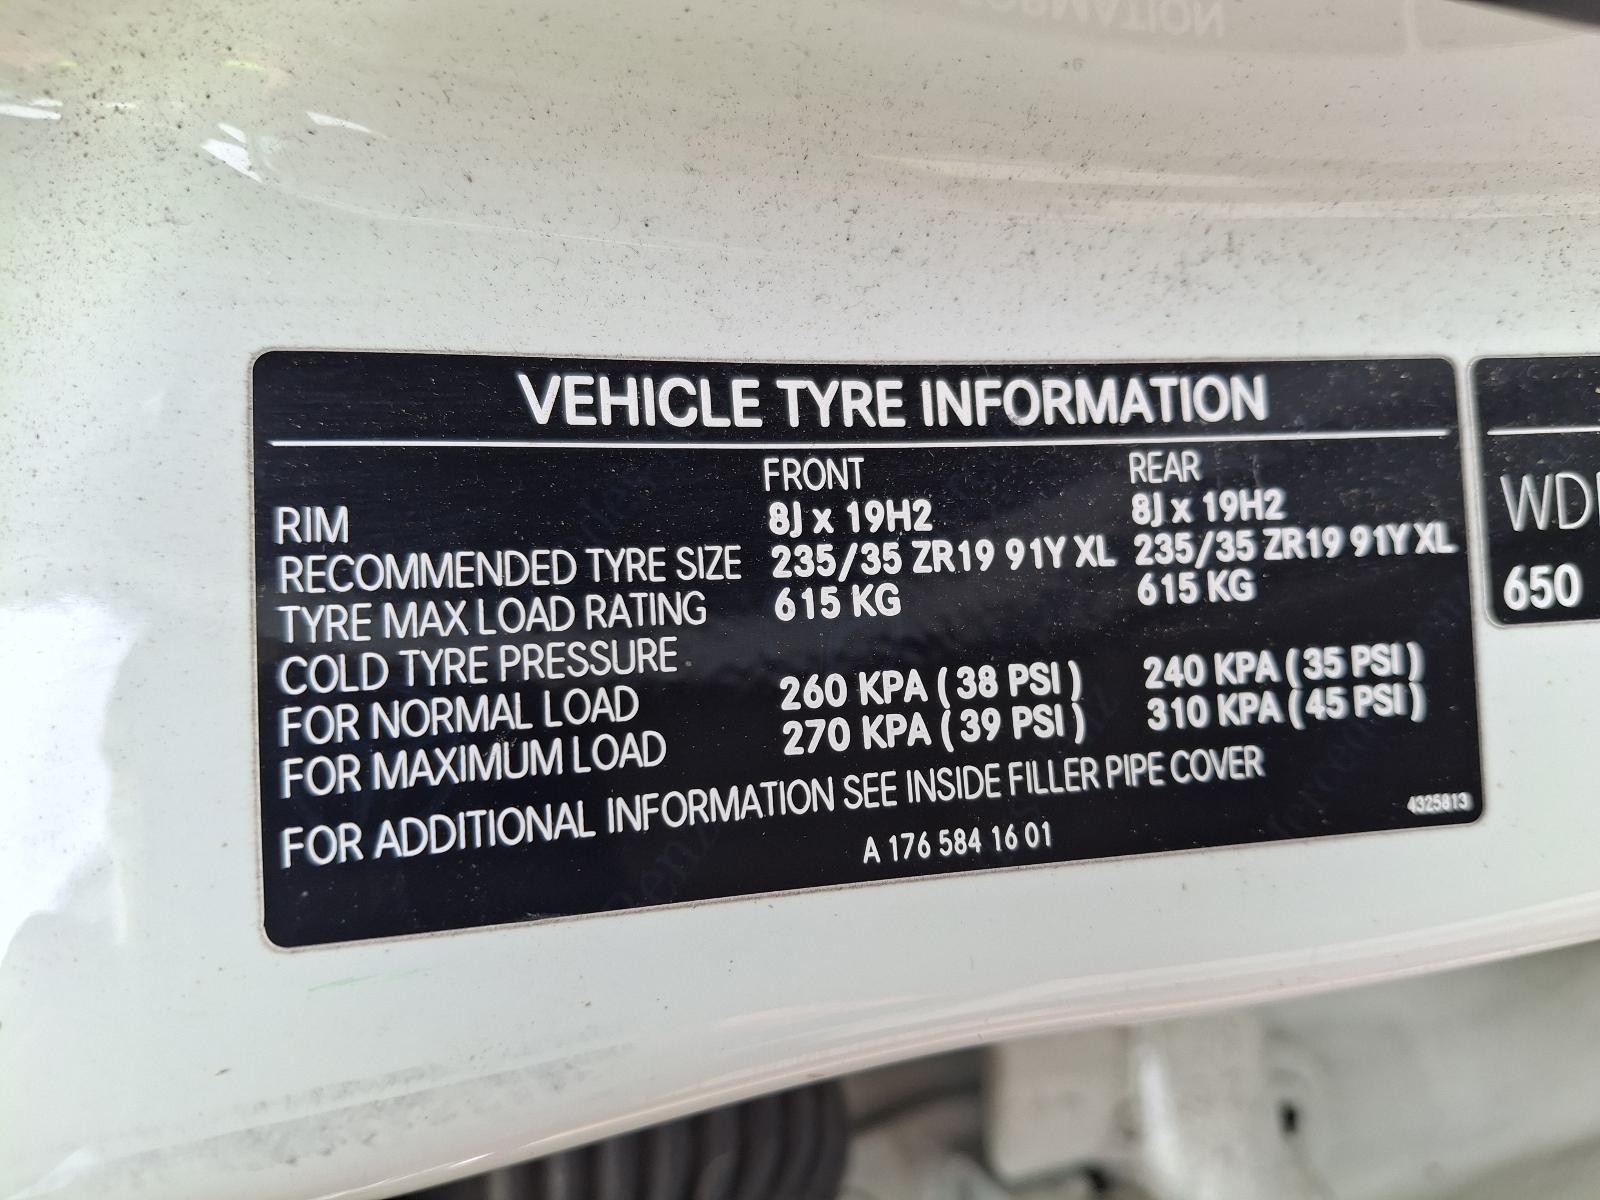 VEHICLE TYRE INFORMATION
FRONT REAR
RIM 8J x 19H2 8J x 19H2
RECOMMENDED TYRE SIZE 235/35 ZR19 91Y XL 235/35 ZR19 91Y XL
TYRE MAX LOAD RATING 615 KG 615 KG
COLD TYRE PRESSURE
FOR NORMAL LOAD 260 KPA ( 38 PSI ) 240 KPA ( 35 PSI )
FOR MAXIMUM LOAD 270 KPA ( 39 PSI ) 310 KPA ( 45 PSI )
FOR ADDITIONAL INFORMATION SEE INSIDE FILLER PIPE COVER
4325813
A 176 584 16 01
WD
650